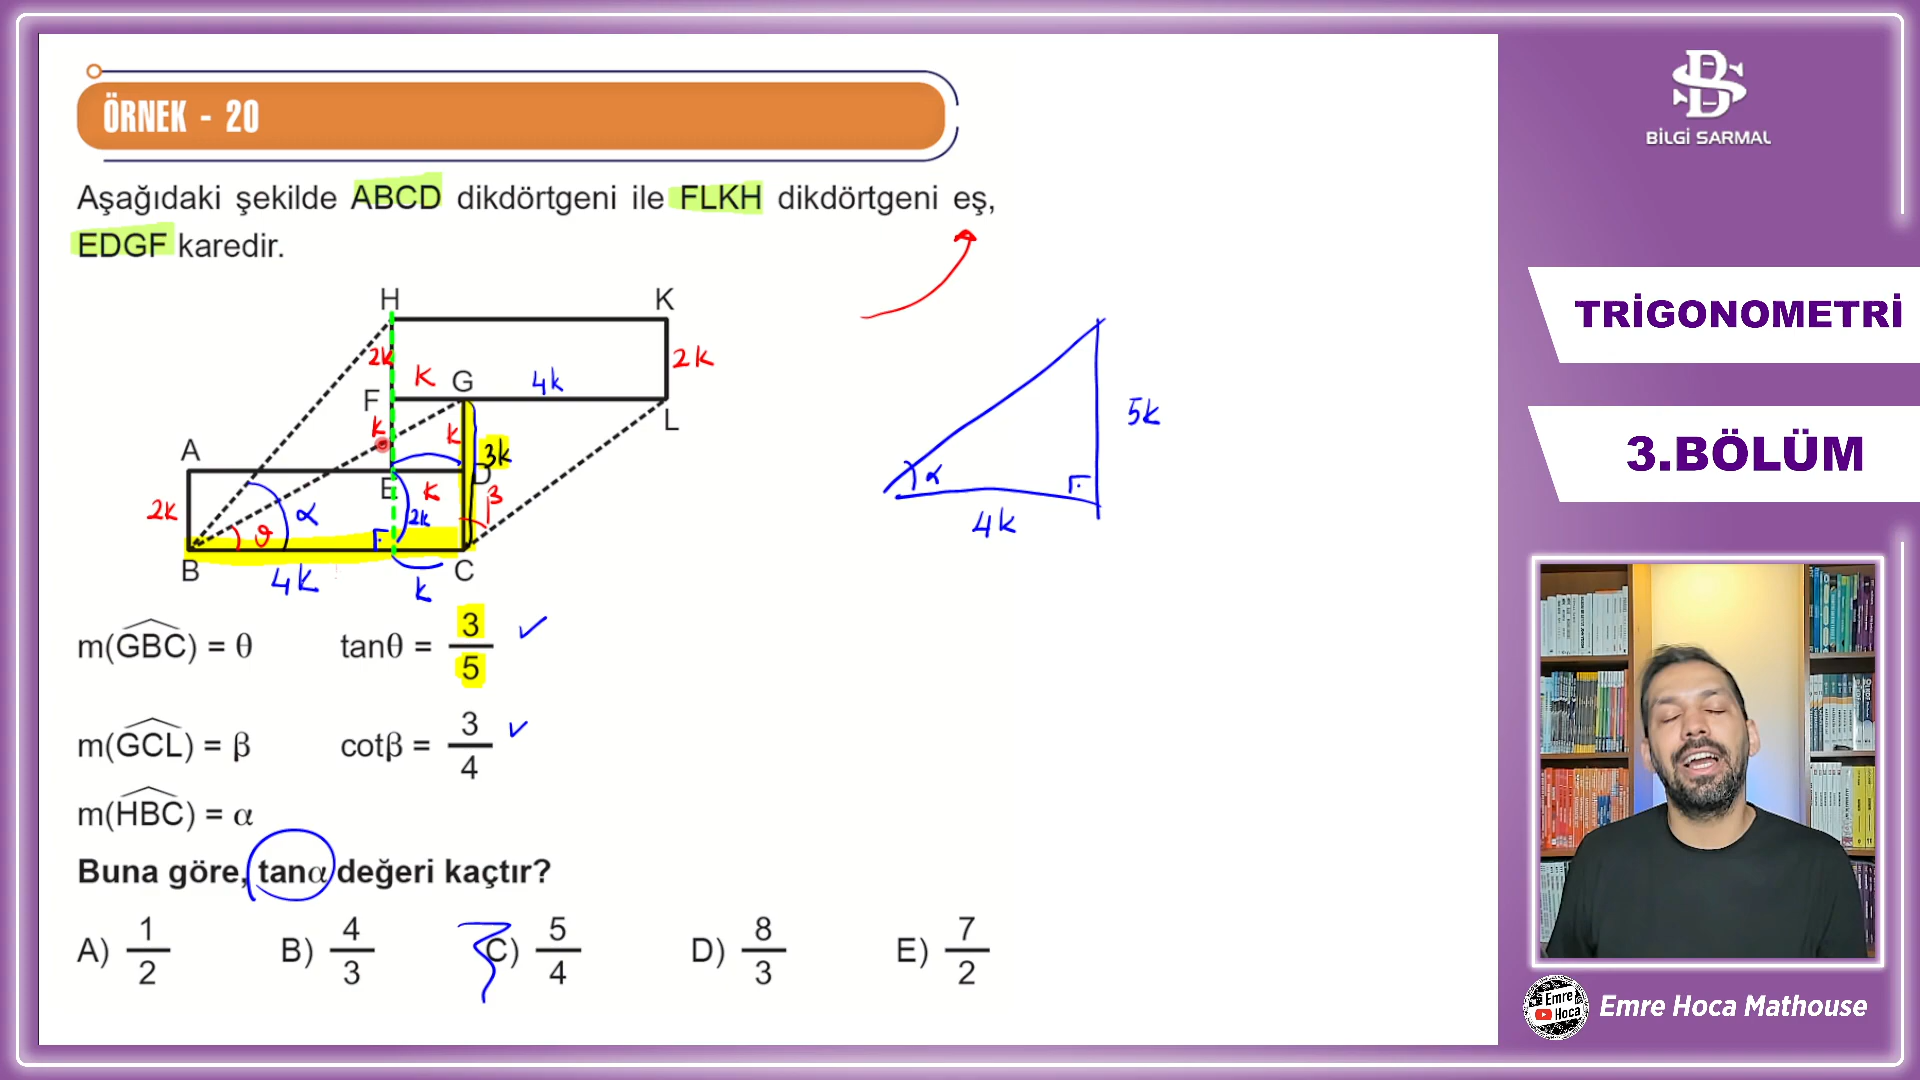 ÖRNEK - 20
BİLGİ SARMAL
Aşağıdaki şekilde ABCD dikdörtgeni ile FLKH dikdörtgeni eş,
EDGF karedir.
TRİGONOMETRİ
3.BÖLÜM
H K
2k K G 4k 2k
F L
k k 3k
A D
E k β
2k θ α 2k
B C
4k k
5k
α
4k
m(GBC) = θ tanθ = 3/5
m(GCL) = β cotβ = 3/4
m(HBC) = α
Buna göre, tanα değeri kaçtır?
A) 1/2 B) 4/3 C) 5/4 D) 8/3 E) 7/2
Emre Hoca
Emre Hoca Mathouse